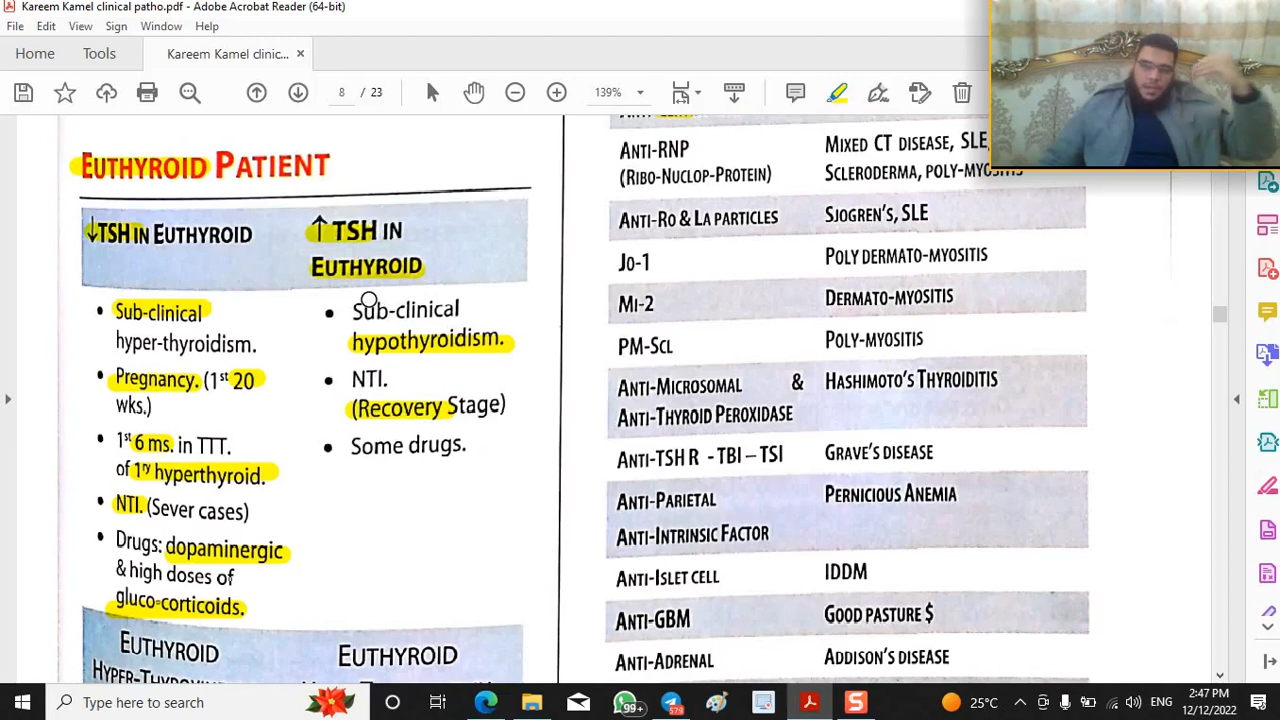 Kareem Kamel clinical patho.pdf - Adobe Acrobat Reader (64-bit)
File Edit View Sign Window Help
Home Tools Kareem Kamel clinic... ×
8 / 23 139%
EUTHYROID PATIENT
↓TSH IN EUTHYROID
↑ TSH IN
EUTHYROID
• Sub-clinical
hyper-thyroidism.
• Pregnancy. (1st 20
wks.)
• 1st 6 ms. in TTT.
of 1ry hyperthyroid.
• NTI. (Sever cases)
• Drugs: dopaminergic
& high doses of
gluco-corticoids.
• Sub-clinical
hypothyroidism.
• NTI.
(Recovery Stage)
• Some drugs.
EUTHYROID
EUTHYROID
HYPER-THYROXINE
ANTI-RNP
(RIBO-NUCLOP-PROTEIN)
MIXED CT DISEASE, SLE,
SCLERODERMA, POLY-MYOSITIS
ANTI-RO & LA PARTICLES SJOGREN'S, SLE
JO-1 POLY DERMATO-MYOSITIS
MI-2 DERMATO-MYOSITIS
PM-SCL POLY-MYOSITIS
ANTI-MICROSOMAL & HASHIMOTO'S THYROIDITIS
ANTI-THYROID PEROXIDASE
ANTI-TSH R - TBI – TSI GRAVE'S DISEASE
ANTI-PARIETAL PERNICIOUS ANEMIA
ANTI-INTRINSIC FACTOR
ANTI-ISLET CELL IDDM
ANTI-GBM GOOD PASTURE $
ANTI-ADRENAL ADDISON'S DISEASE
Type here to search
99+
579
25°C
ENG
2:47 PM
12/12/2022